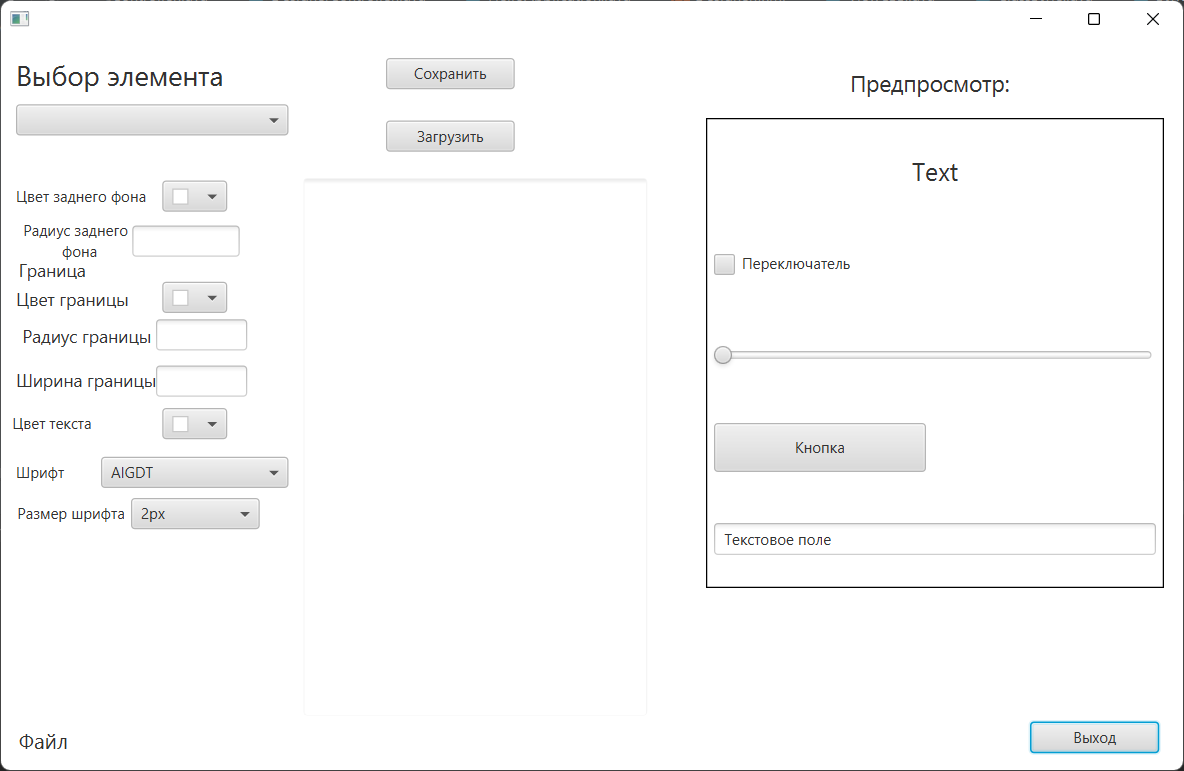 Выбор элемента
Сохранить
Загрузить
Цвет заднего фона
Радиус заднего
фона
Граница
Цвет границы
Радиус границы
Ширина границы
Цвет текста
Шрифт
AIGDT
Размер шрифта
2px
Предпросмотр:
Text
Переключатель
Кнопка
Текстовое поле
Файл
Выход